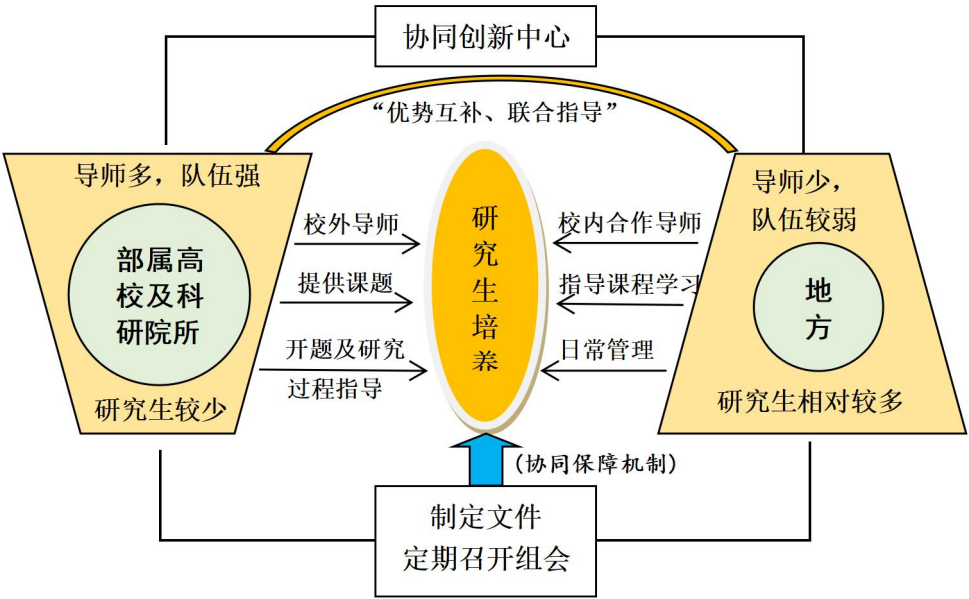 协同创新中心
“优势互补、联合指导”
导师多，队伍强
部属高
校及科
研院所
研究生较少
校外导师
提供课题
开题及研究
过程指导
研
究
生
培
养
校内合作导师
指导课程学习
日常管理
导师少，
队伍较弱
地
方
研究生相对较多
(协同保障机制)
制定文件
定期召开组会